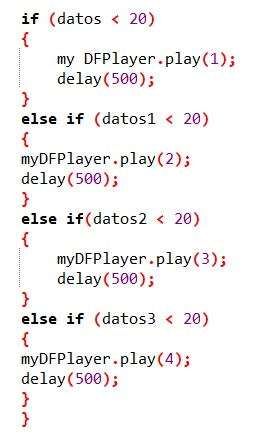 if (datos < 20)
{
my DFPlayer.play(1);
delay(500);
}
else if (datos1 < 20)
{
myDFPlayer.play(2);
delay(500);
}
else if(datos2 < 20)
{
myDFPlayer.play(3);
delay(500);
}
else if (datos3 < 20)
{
myDFPlayer.play(4);
delay(500);
}
}